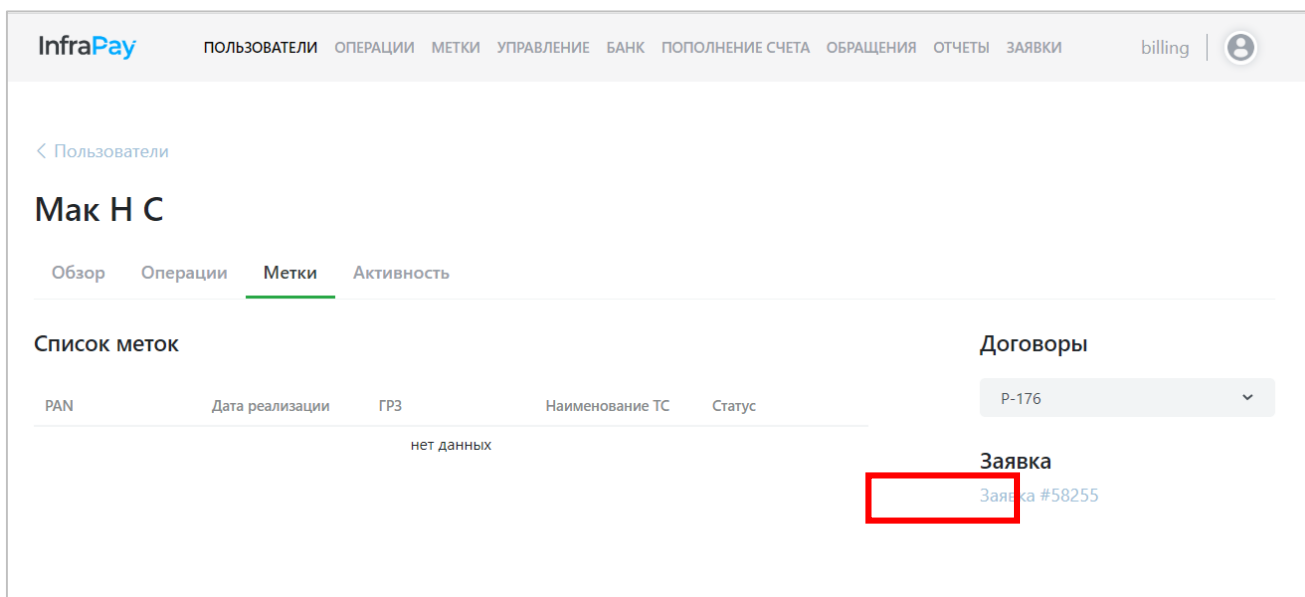 InfraPay ПОЛЬЗОВАТЕЛИ ОПЕРАЦИИ МЕТКИ УПРАВЛЕНИЕ БАНК ПОПОЛНЕНИЕ СЧЕТА ОБРАЩЕНИЯ ОТЧЕТЫ ЗАЯВКИ billing
Пользователи
Мак Н С
Обзор Операции Метки Активность
Список меток
PAN Дата реализации ГРЗ Наименование ТС Статус
нет данных
Договоры
Р-176
Заявка
Заявка #58255